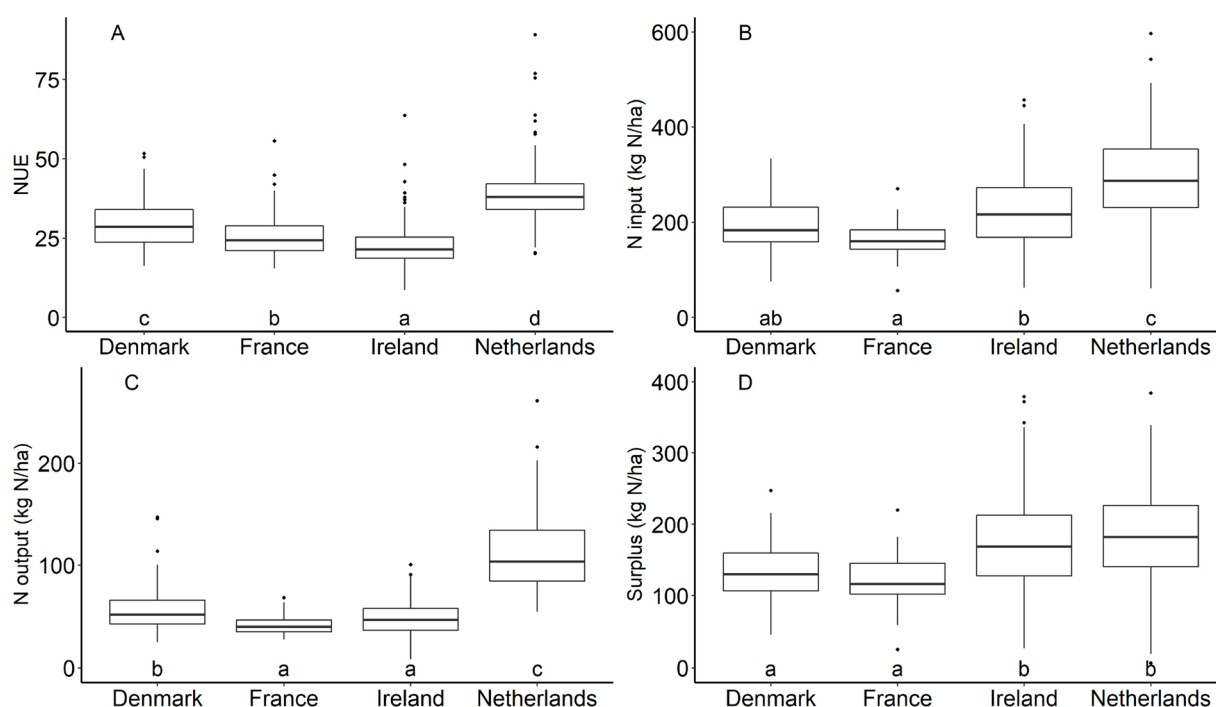 A
75
50
25
0
NUE
c b a d
Denmark France Ireland Netherlands
B
600
400
200
0
N input (kg N/ha)
ab a b c
Denmark France Ireland Netherlands
C
200
100
0
N output (kg N/ha)
b a a c
Denmark France Ireland Netherlands
D
400
300
200
100
0
Surplus (kg N/ha)
a a b b
Denmark France Ireland Netherlands